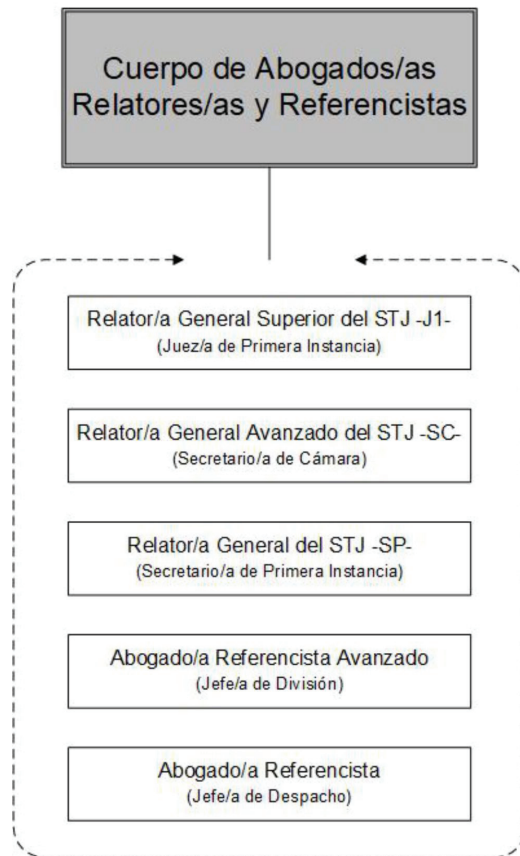 Cuerpo de Abogados/as
Relatores/as y Referencistas
Relator/a General Superior del STJ -J1-
(Juez/a de Primera Instancia)
Relator/a General Avanzado del STJ -SC-
(Secretario/a de Cámara)
Relator/a General del STJ -SP-
(Secretario/a de Primera Instancia)
Abogado/a Referencista Avanzado
(Jefe/a de División)
Abogado/a Referencista
(Jefe/a de Despacho)